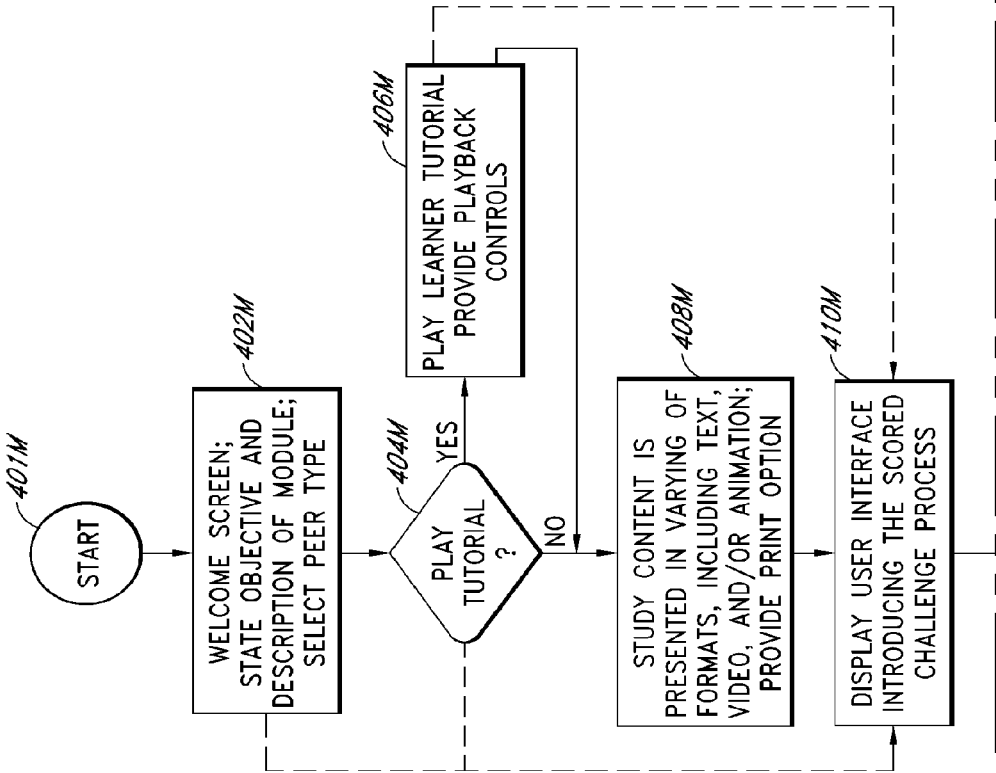 401M
START
402M
WELCOME SCREEN;
STATE OBJECTIVE AND
DESCRIPTION OF MODULE;
SELECT PEER TYPE
404M
PLAY
TUTORIAL
?
YES
NO
406M
PLAY LEARNER TUTORIAL
PROVIDE PLAYBACK
CONTROLS
408M
STUDY CONTENT IS
PRESENTED IN VARYING OF
FORMATS, INCLUDING TEXT,
VIDEO, AND/OR ANIMATION;
PROVIDE PRINT OPTION
410M
DISPLAY USER INTERFACE
INTRODUCING THE SCORED
CHALLENGE PROCESS